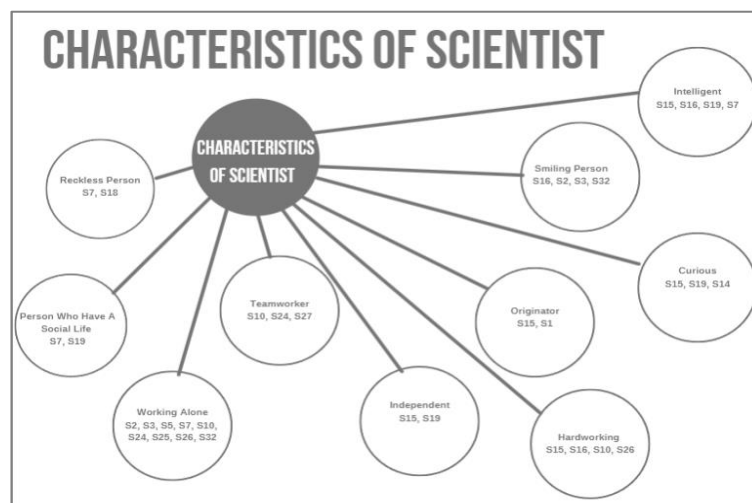 CHARACTERISTICS OF SCIENTIST
CHARACTERISTICS
OF SCIENTIST
Intelligent
S15, S16, S19, S7
Smiling Person
S16, S2, S3, S32
Reckless Person
S7, S18
Curious
S15, S19, S14
Teamworker
S10, S24, S27
Originator
S15, S1
Person Who Have A
Social Life
S7, S19
Working Alone
S2, S3, S5, S7, S10,
S24, S25, S26, S32
Independent
S15, S19
Hardworking
S15, S16, S10, S26